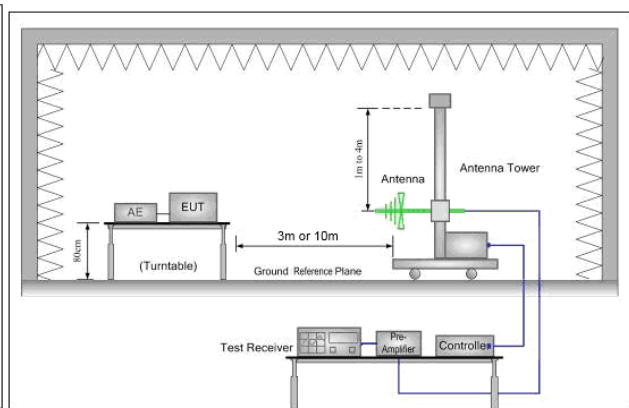 1m to 4m
Antenna
Antenna Tower
AE
EUT
3m or 10m
80cm
(Turntable)
Ground Reference Plane
Test Receiver
Pre-
Amplifier
Controller